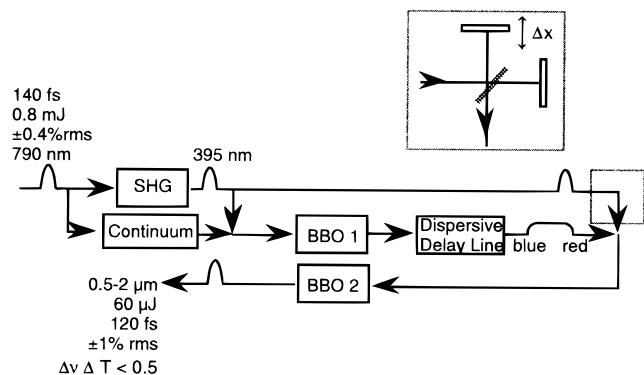 Δx
140 fs
0.8 mJ
±0.4%rms
790 nm
395 nm
SHG
Continuum
BBO 1
Dispersive
Delay Line
blue red
BBO 2
0.5-2 μm
60 μJ
120 fs
±1% rms
Δν Δ T < 0.5